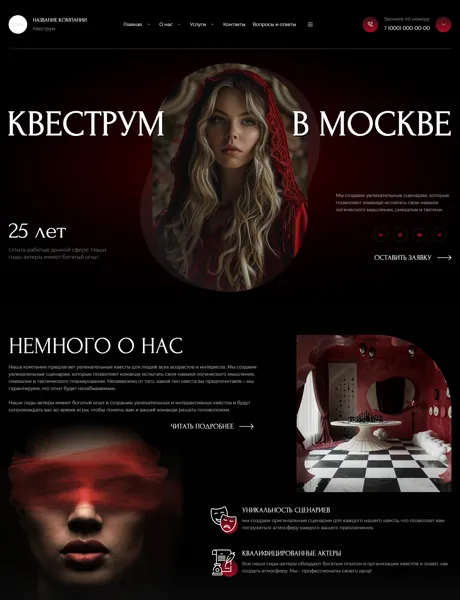 НАЗВАНИЕ КОМПАНИИ
Квеструм
Главная
О нас
Услуги
Контакты
Вопросы и ответы
Звоните по номеру
7 (000) 000-00-00
КВЕСТРУМ
В МОСКВЕ
Мы создаем увлекательные сценарии, которые
позволяют команде испытать свои навыки
логического мышления, смекалки и тактики.
25 лет
Опыта работы в данной сфере. Наши
гиды-актеры имеют богатый опыт
ОСТАВИТЬ ЗАЯВКУ
НЕМНОГО О НАС
Наша компания предлагает увлекательные квесты для людей всех возрастов и интересов. Мы создаем
увлекательные сценарии, которые позволяют команде испытать свои навыки логического мышления,
смекалки и тактического планирования. Независимо от того, какой тип квеста вы предпочитаете – мы
гарантируем, что опыт будет незабываемым.
Наши гиды-актеры имеют богатый опыт в создании увлекательных и интерактивных квестов и будут
сопровождать вас во время игры, чтобы помочь вам и вашей команде решать головоломки.
ЧИТАТЬ ПОДРОБНЕЕ
УНИКАЛЬНОСТЬ СЦЕНАРИЕВ
мы создаем оригинальные сценарии для каждого нашего квеста, что позволяет вам
погрузиться атмосферу каждого вашего приключения.
КВАЛИФИЦИРОВАННЫЕ АКТЕРЫ
Все наши гиды-актеры обладают богатым опытом в организации квестов и знают, как
создать атмосферу. Мы - профессионалы своего дела!